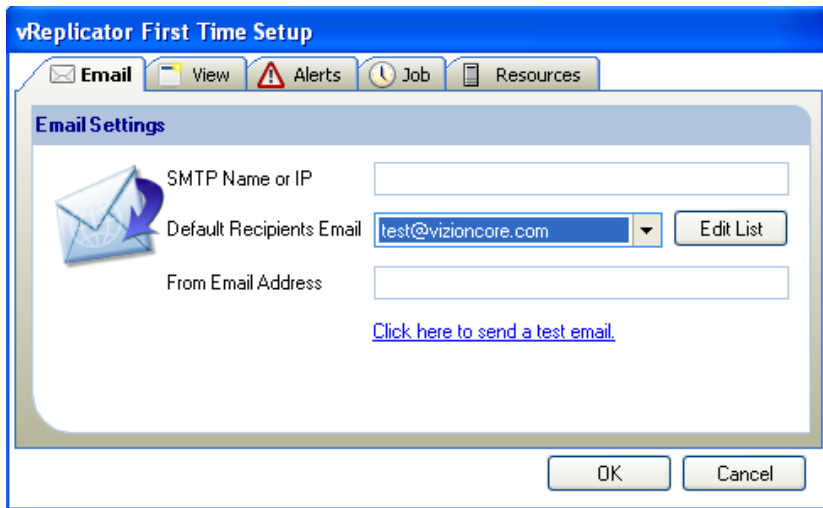 vReplicator First Time Setup
Email View Alerts Job Resources
Email Settings
SMTP Name or IP
Default Recipients Email test@vizioncore.com Edit List
From Email Address
Click here to send a test email.
OK Cancel